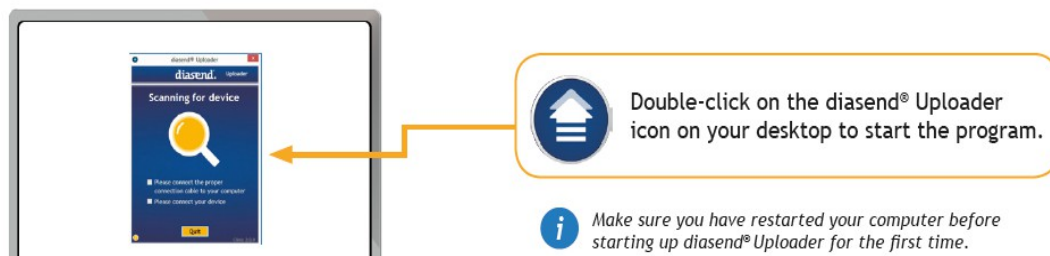 diasend® Uploader
diasend. Uploader
Scanning for device
Please connect the proper
connection cable to your computer
Please connect your device
Quit
Double-click on the diasend® Uploader
icon on your desktop to start the program.
i
Make sure you have restarted your computer before
starting up diasend® Uploader for the first time.